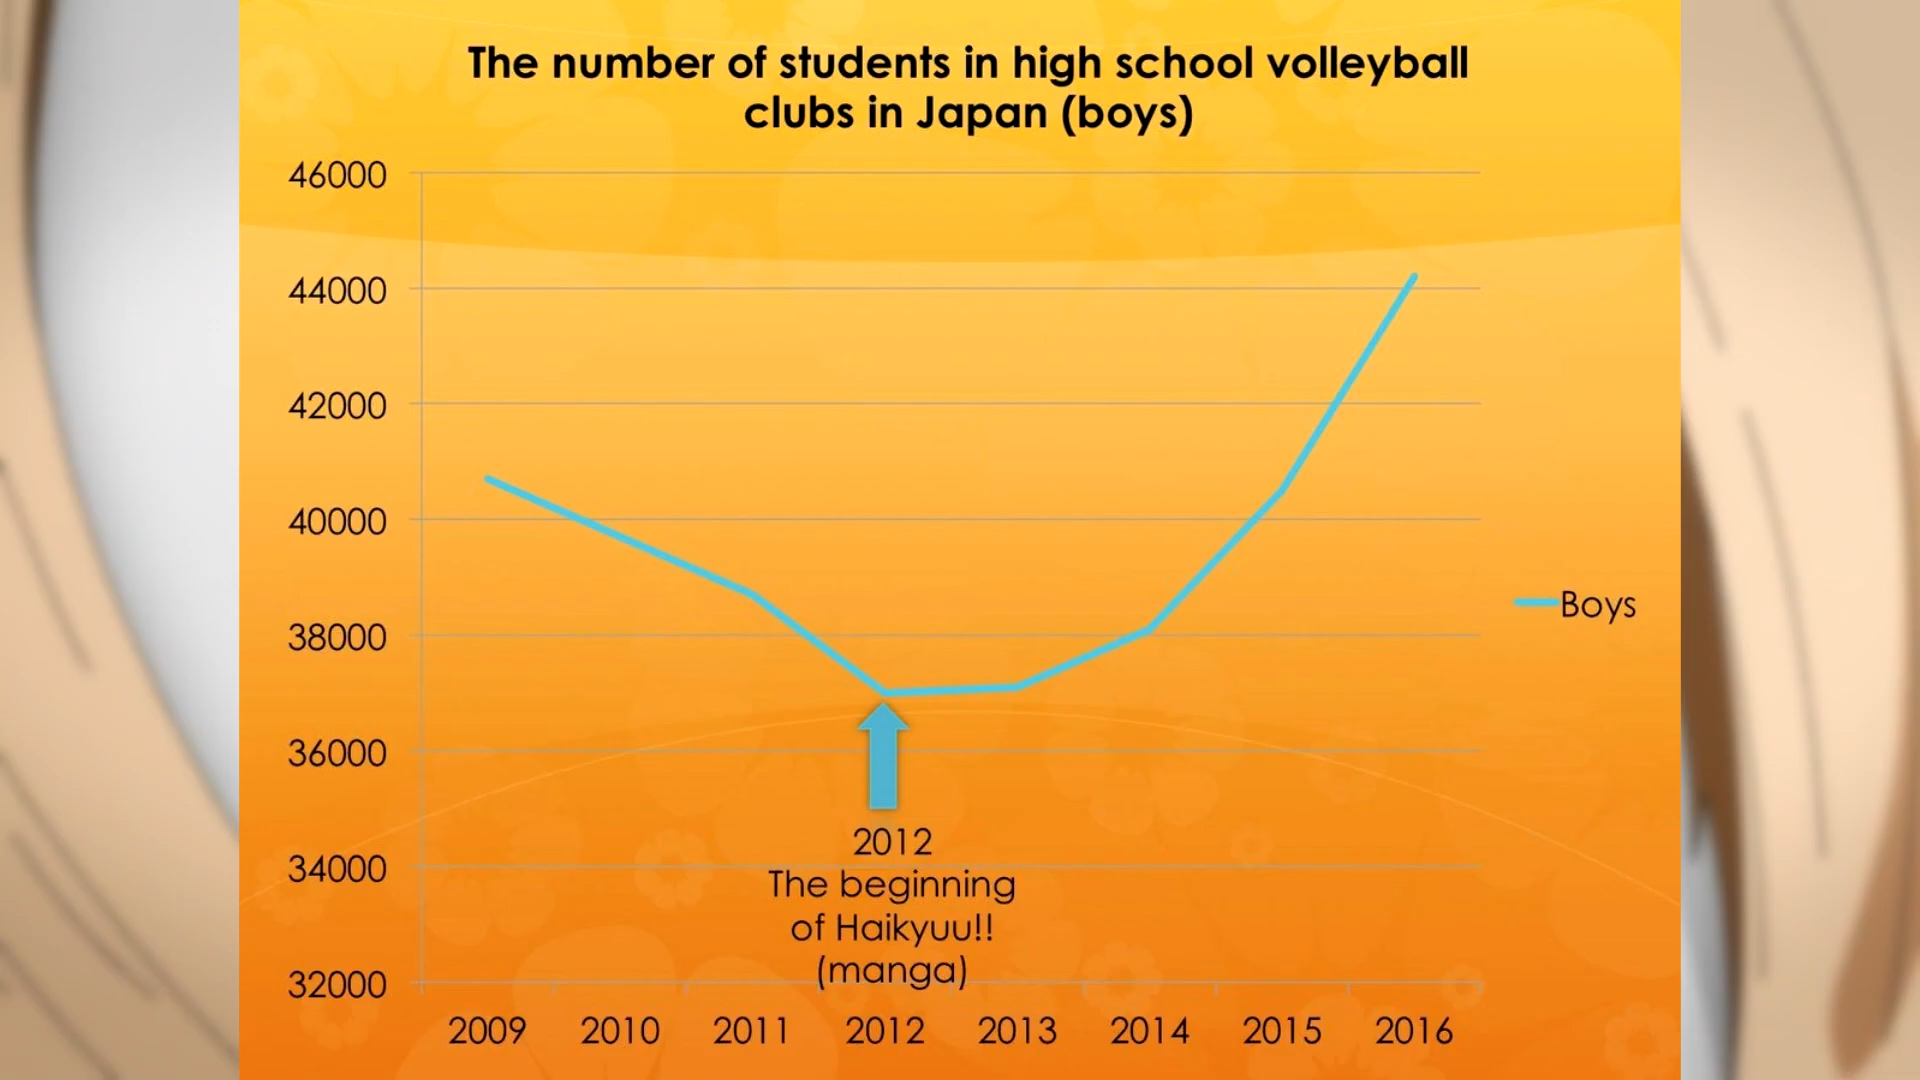 The number of students in high school volleyball
clubs in Japan (boys)
46000
44000
42000
40000
38000
36000
34000
32000
Boys
2012
The beginning
of Haikyuu!!
(manga)
2009 2010 2011 2012 2013 2014 2015 2016